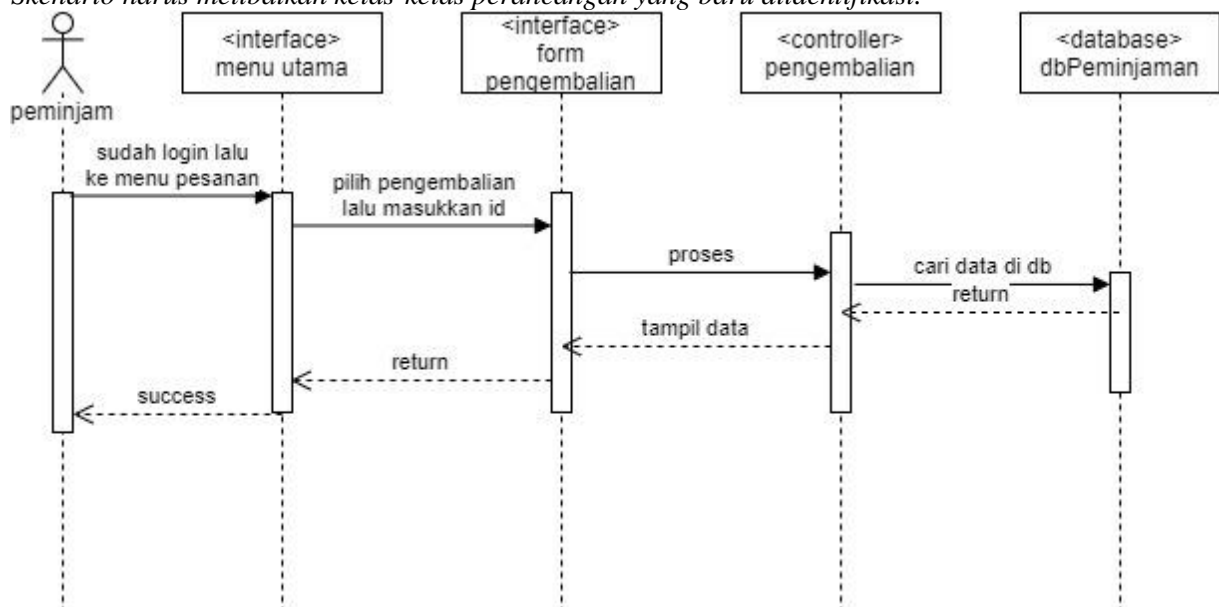 Skenario harus melibatkan kelas-kelas perancangan yang baru diidentifikasi.
<interface>
menu utama
<interface>
form
pengembalian
<controller>
pengembalian
<database>
dbPeminjaman
peminjam
sudah login lalu
ke menu pesanan
pilih pengembalian
lalu masukkan id
proses
cari data di db
return
tampil data
return
success